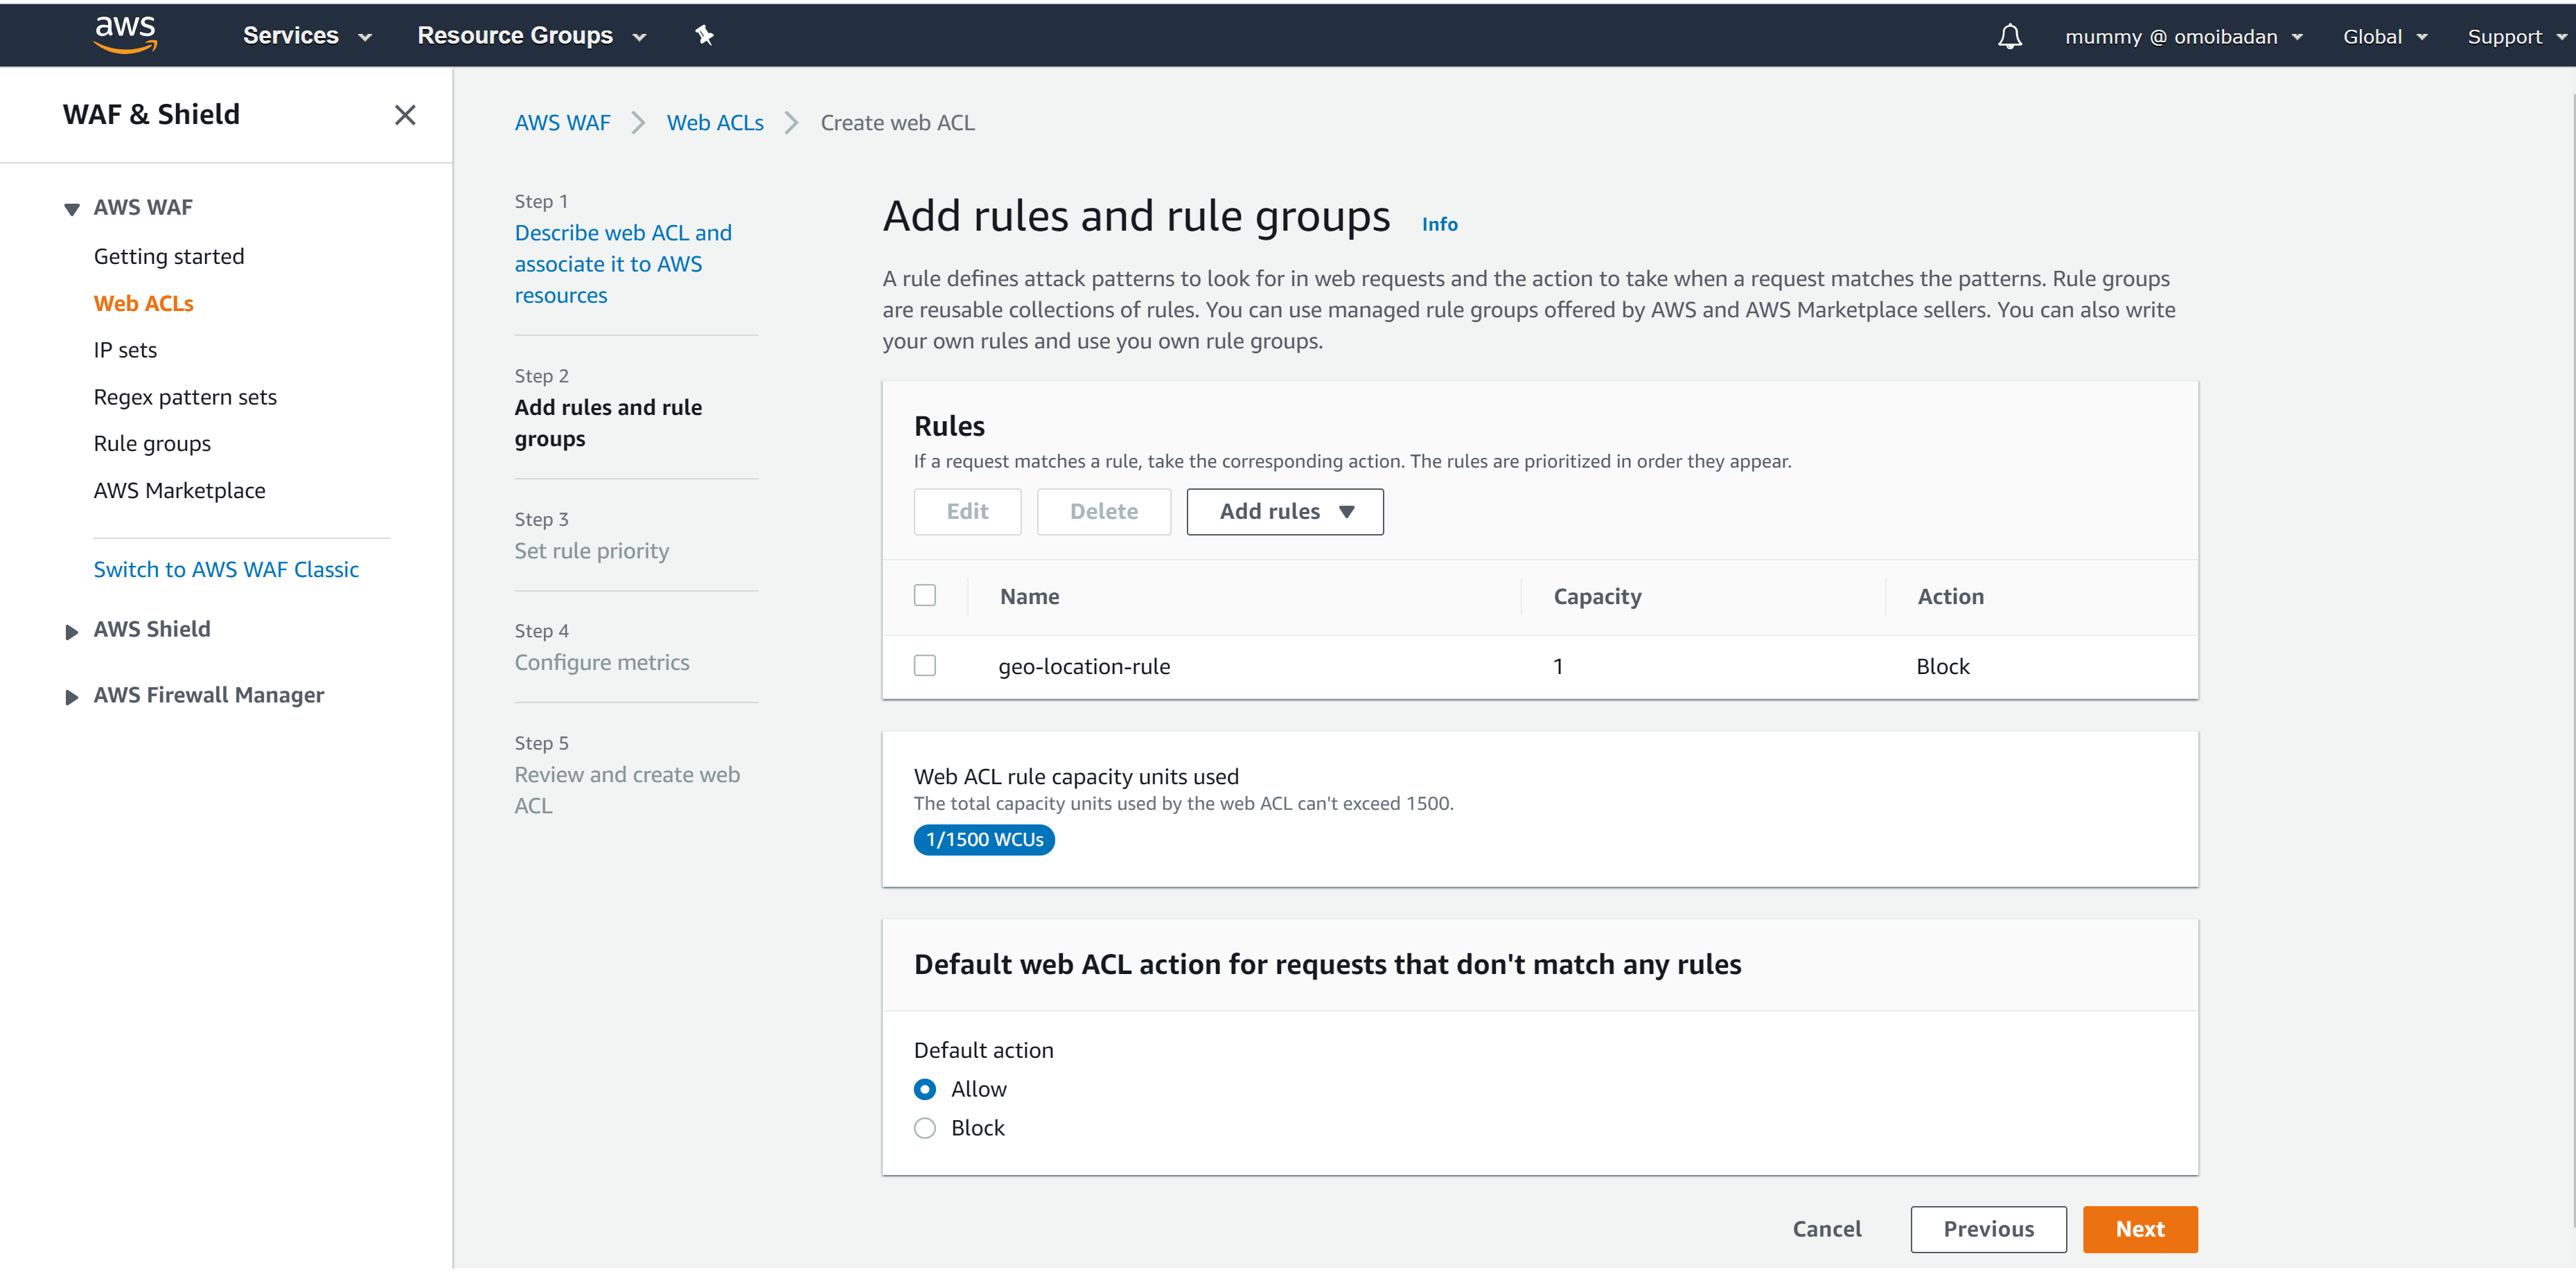 aws
Services
Resource Groups
mummy @ omoibadan
Global
Support
WAF & Shield
AWS WAF
Getting started
Web ACLs
IP sets
Regex pattern sets
Rule groups
AWS Marketplace
Switch to AWS WAF Classic
AWS Shield
AWS Firewall Manager
AWS WAF
Web ACLs
Create web ACL
Step 1
Describe web ACL and
associate it to AWS
resources
Step 2
Add rules and rule
groups
Step 3
Set rule priority
Step 4
Configure metrics
Step 5
Review and create web
ACL
Add rules and rule groups Info
A rule defines attack patterns to look for in web requests and the action to take when a request matches the patterns. Rule groups
are reusable collections of rules. You can use managed rule groups offered by AWS and AWS Marketplace sellers. You can also write
your own rules and use you own rule groups.
Rules
If a request matches a rule, take the corresponding action. The rules are prioritized in order they appear.
Edit Delete Add rules
Name Capacity Action
geo-location-rule 1 Block
Web ACL rule capacity units used
The total capacity units used by the web ACL can't exceed 1500.
1/1500 WCUs
Default web ACL action for requests that don't match any rules
Default action
Allow
Block
Cancel Previous Next